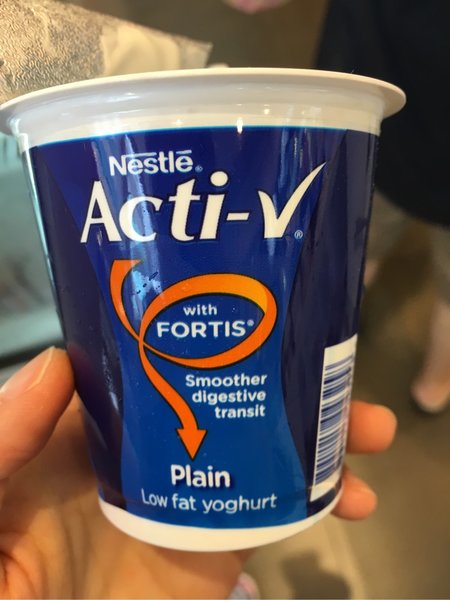 Nestlé®
Acti-V®
with
FORTIS®
Smoother
digestive
transit
Plain
Low fat yoghurt